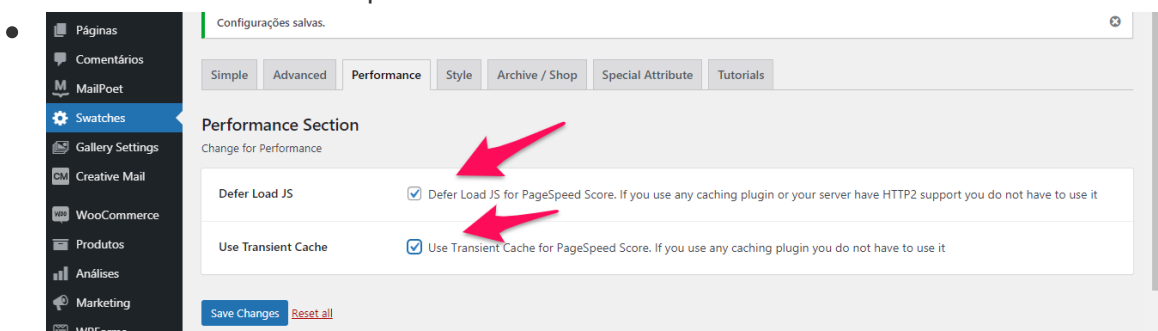 Páginas
Comentários
MailPoet
Swatches
Gallery Settings
Creative Mail
WooCommerce
Produtos
Análises
Marketing
Configurações salvas.
Simple Advanced Performance Style Archive / Shop Special Attribute Tutorials
Performance Section
Change for Performance
Defer Load JS Defer Load JS for PageSpeed Score. If you use any caching plugin or your server have HTTP2 support you do not have to use it
Use Transient Cache Use Transient Cache for PageSpeed Score. If you use any caching plugin you do not have to use it
Save Changes Reset all